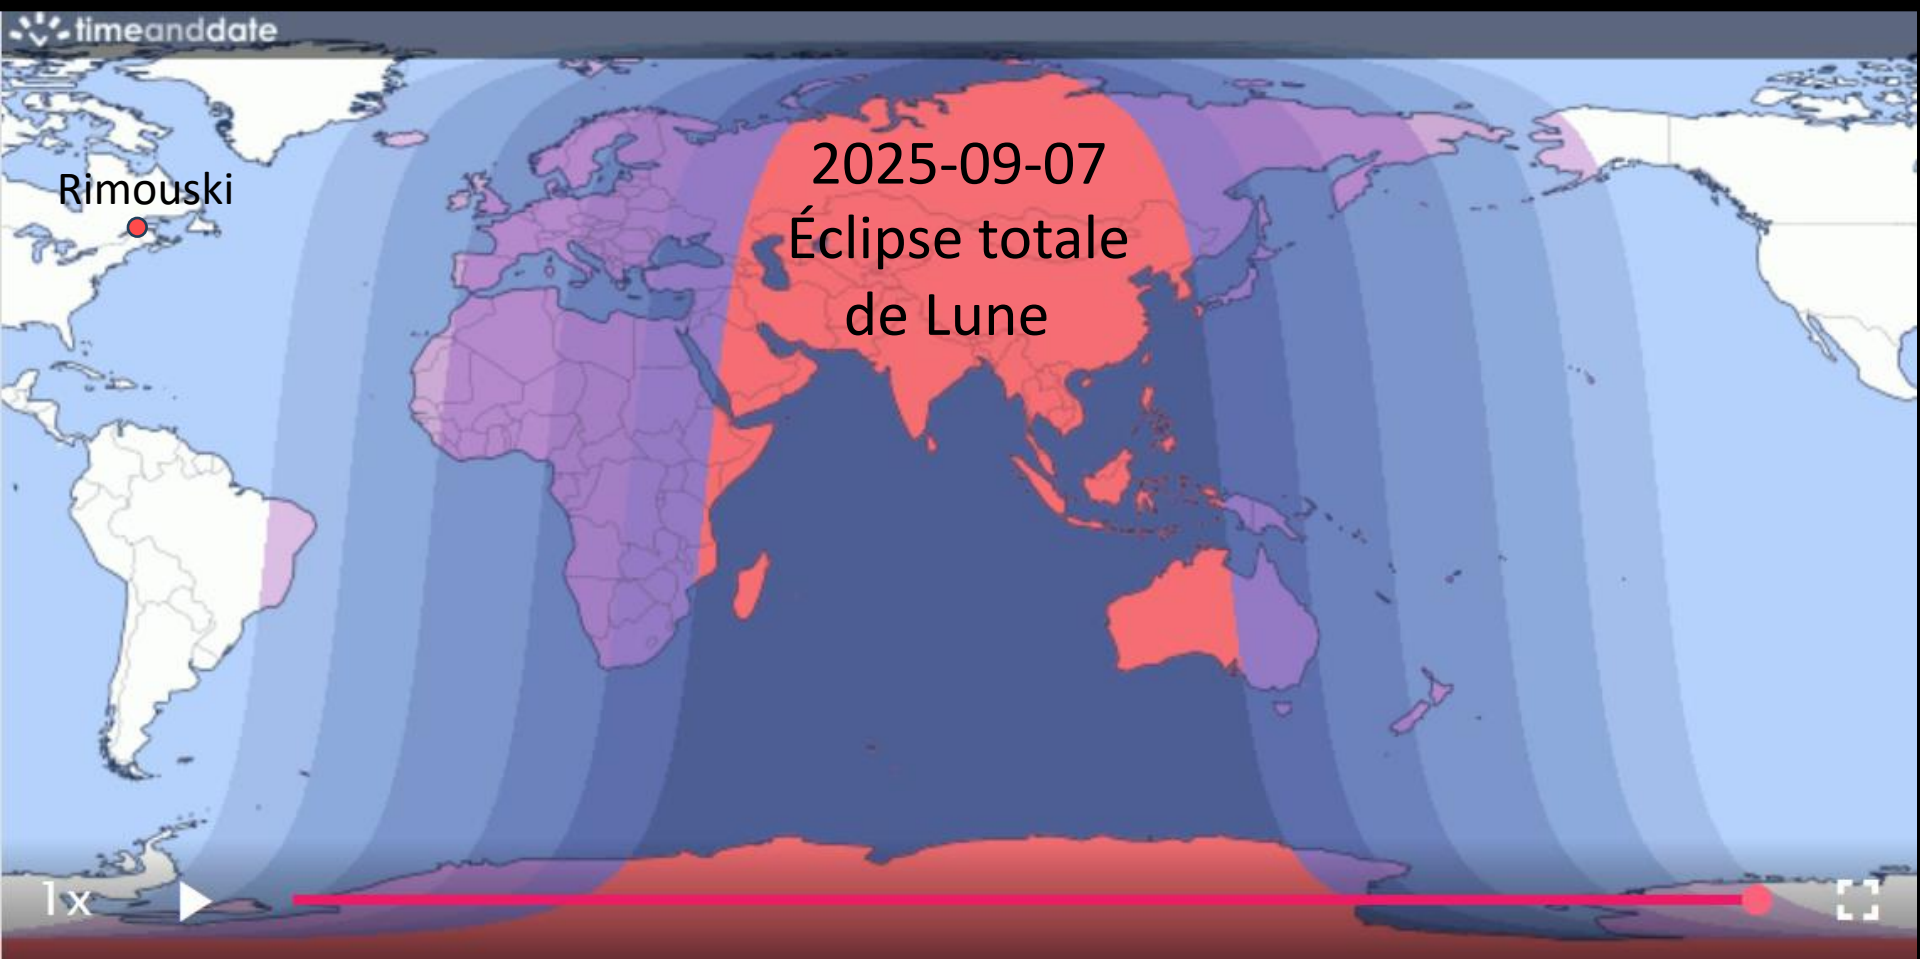 timeanddate
Rimouski
2025-09-07
Éclipse totale
de Lune
1x